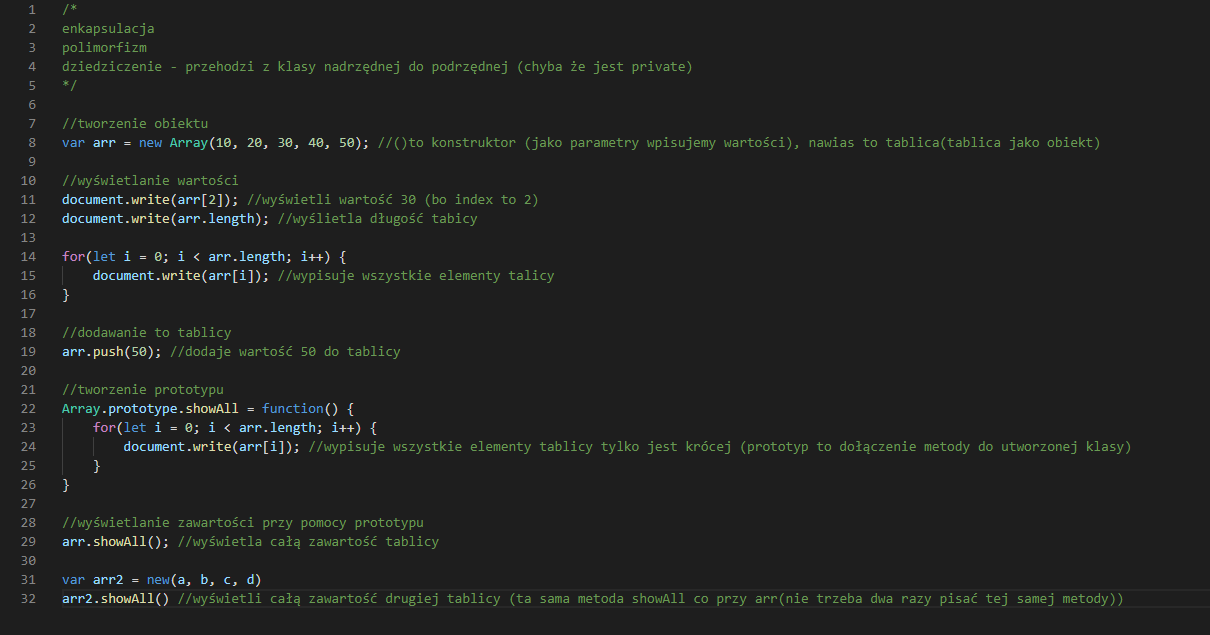 1 /*
2 enkapsulacja
3 polimorfizm
4 dziedziczenie - przehodzi z klasy nadrzędnej do podrzędnej (chyba że jest private)
5 */
6
7 //tworzenie obiektu
8 var arr = new Array(10, 20, 30, 40, 50); //()to konstruktor (jako parametry wpisujemy wartości), nawias to tablica(tablica jako obiekt)
9
10 //wyświetlanie wartości
11 document.write(arr[2]); //wyświetli wartość 30 (bo index to 2)
12 document.write(arr.length); //wyślietla długość tabicy
13
14 for(let i = 0; i < arr.length; i++) {
15     document.write(arr[i]); //wypisuje wszystkie elementy talicy
16 }
17
18 //dodawanie to tablicy
19 arr.push(50); //dodaje wartość 50 do tablicy
20
21 //tworzenie prototypu
22 Array.prototype.showAll = function() {
23     for(let i = 0; i < arr.length; i++) {
24         document.write(arr[i]); //wypisuje wszystkie elementy tablicy tylko jest krócej (prototyp to dołączenie metody do utworzonej klasy)
25     }
26 }
27
28 //wyświetlanie zawartości przy pomocy prototypu
29 arr.showAll(); //wyświetla całą zawartość tablicy
30
31 var arr2 = new(a, b, c, d)
32 arr2.showAll() //wyświetli całą zawartość drugiej tablicy (ta sama metoda showAll co przy arr(nie trzeba dwa razy pisać tej samej metody))